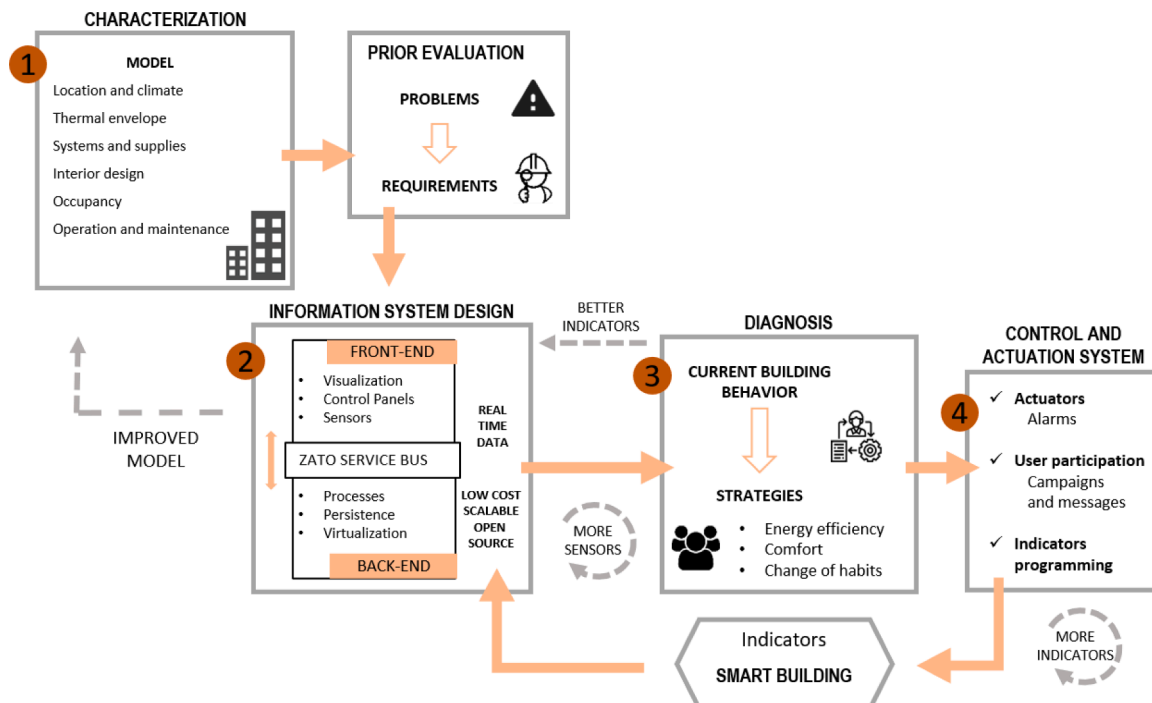 CHARACTERIZATION
1
MODEL
Location and climate
Thermal envelope
Systems and supplies
Interior design
Occupancy
Operation and maintenance
PRIOR EVALUATION
PROBLEMS
REQUIREMENTS
IMPROVED
MODEL
INFORMATION SYSTEM DESIGN
2
FRONT-END
• Visualization
• Control Panels
• Sensors
ZATO SERVICE BUS
• Processes
• Persistence
• Virtualization
BACK-END
REAL
TIME
DATA
LOW COST
SCALABLE
OPEN
SOURCE
BETTER
INDICATORS
MORE
SENSORS
DIAGNOSIS
3
CURRENT BUILDING
BEHAVIOR
STRATEGIES
• Energy efficiency
• Comfort
• Change of habits
CONTROL AND
ACTUATION SYSTEM
4
✓ Actuators
Alarms
✓ User participation
Campaigns
and messages
✓ Indicators
programming
MORE
INDICATORS
Indicators
SMART BUILDING